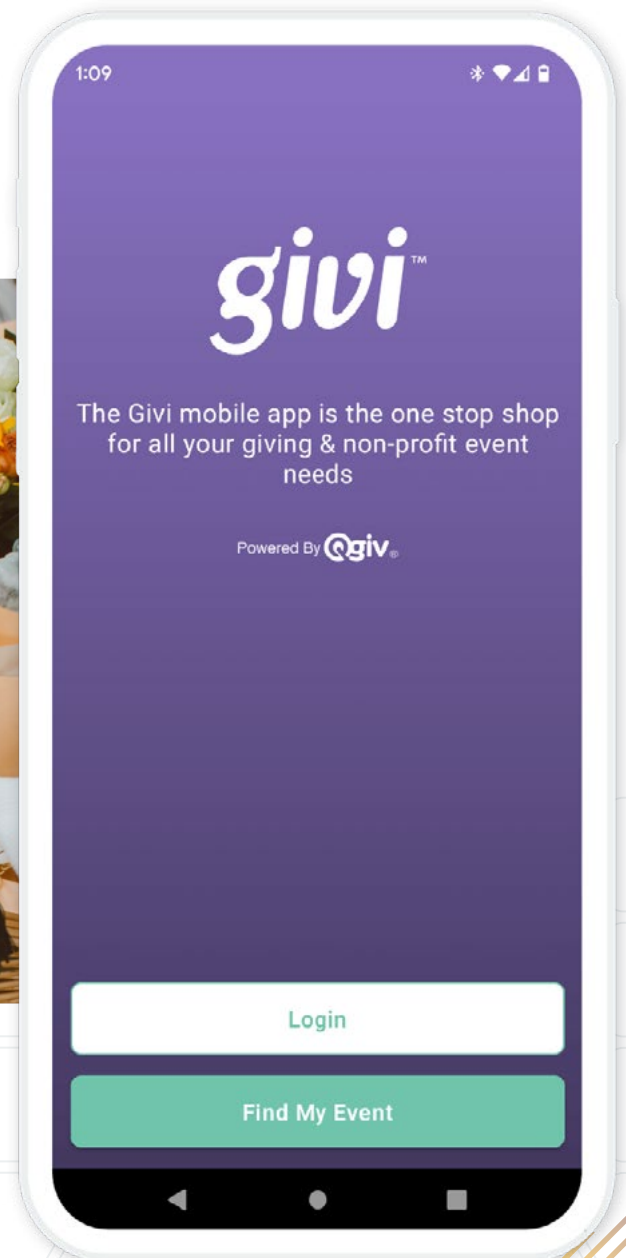 1:09
givi™
The Givi mobile app is the one stop shop
for all your giving & non-profit event
needs
Powered By Qgiv®
Login
Find My Event